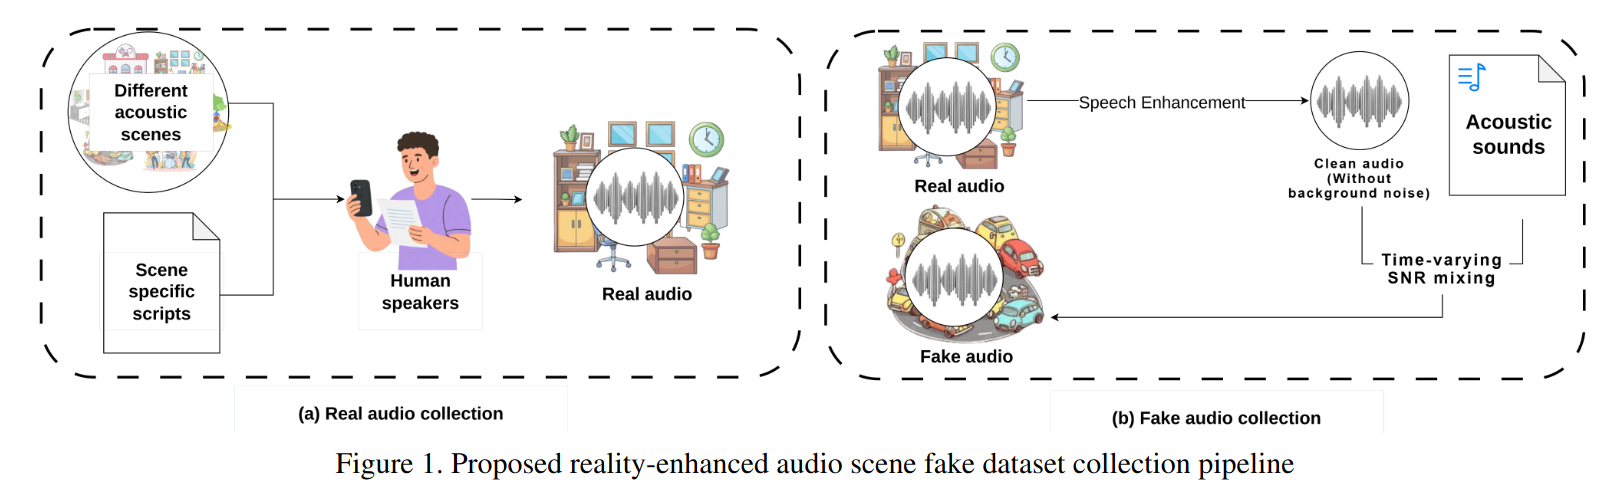 Different
acoustic
scenes
Scene
specific
scripts
Human
speakers
Real audio
(a) Real audio collection
Real audio
Speech Enhancement
Clean audio
(Without
background noise)
Acoustic
sounds
Time-varying
SNR mixing
Fake audio
(b) Fake audio collection
Figure 1. Proposed reality-enhanced audio scene fake dataset collection pipeline